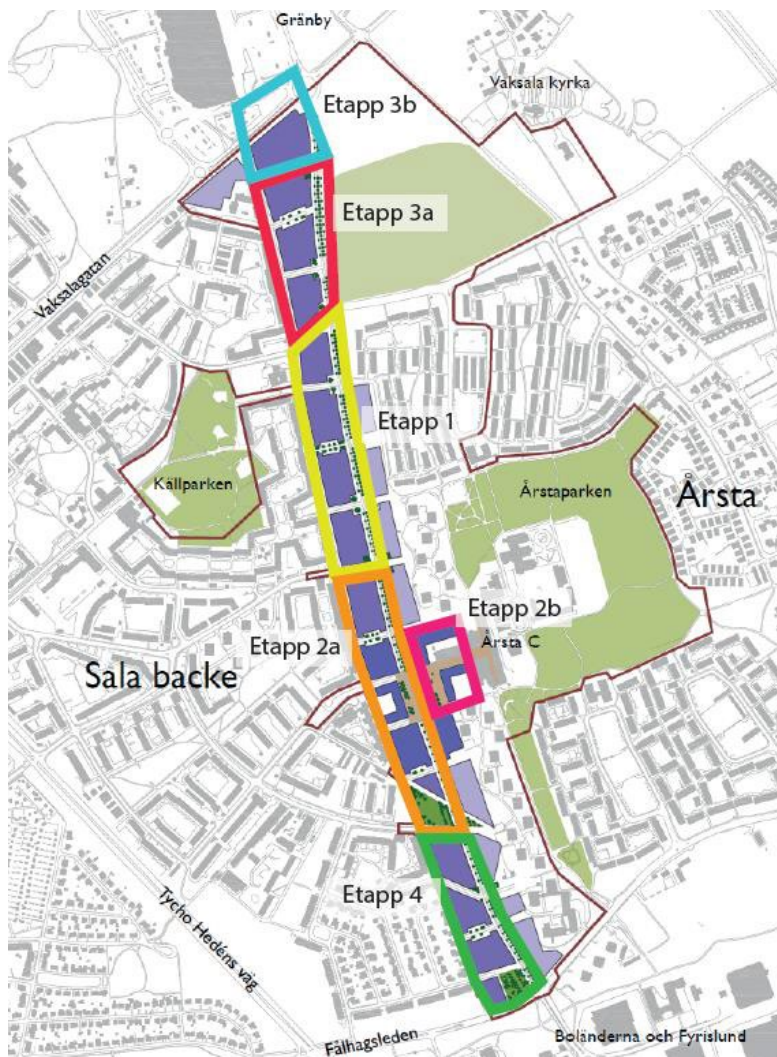 Gränby
Vaksala kyrka
Etapp 3b
Etapp 3a
Vaksalagatan
Etapp 1
Källparken
Årstaparken
Årsta
Etapp 2b
Årsta C
Etapp 2a
Sala backe
Etapp 4
Tycho Hedéns väg
Fålhagsleden
Boländerna och Fyrislund